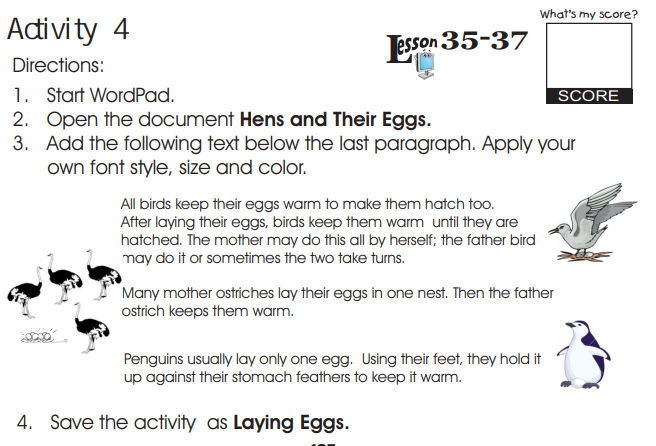 What's my score?
Activity 4
Lesson 35-37
Directions:
SCORE
1. Start WordPad.
2. Open the document Hens and Their Eggs.
3. Add the following text below the last paragraph. Apply your
own font style, size and color.
All birds keep their eggs warm to make them hatch too.
After laying their eggs, birds keep them warm until they are
hatched. The mother may do this all by herself; the father bird
may do it or sometimes the two take turns.
Many mother ostriches lay their eggs in one nest. Then the father
ostrich keeps them warm.
Penguins usually lay only one egg. Using their feet, they hold it
up against their stomach feathers to keep it warm.
4. Save the activity as Laying Eggs.